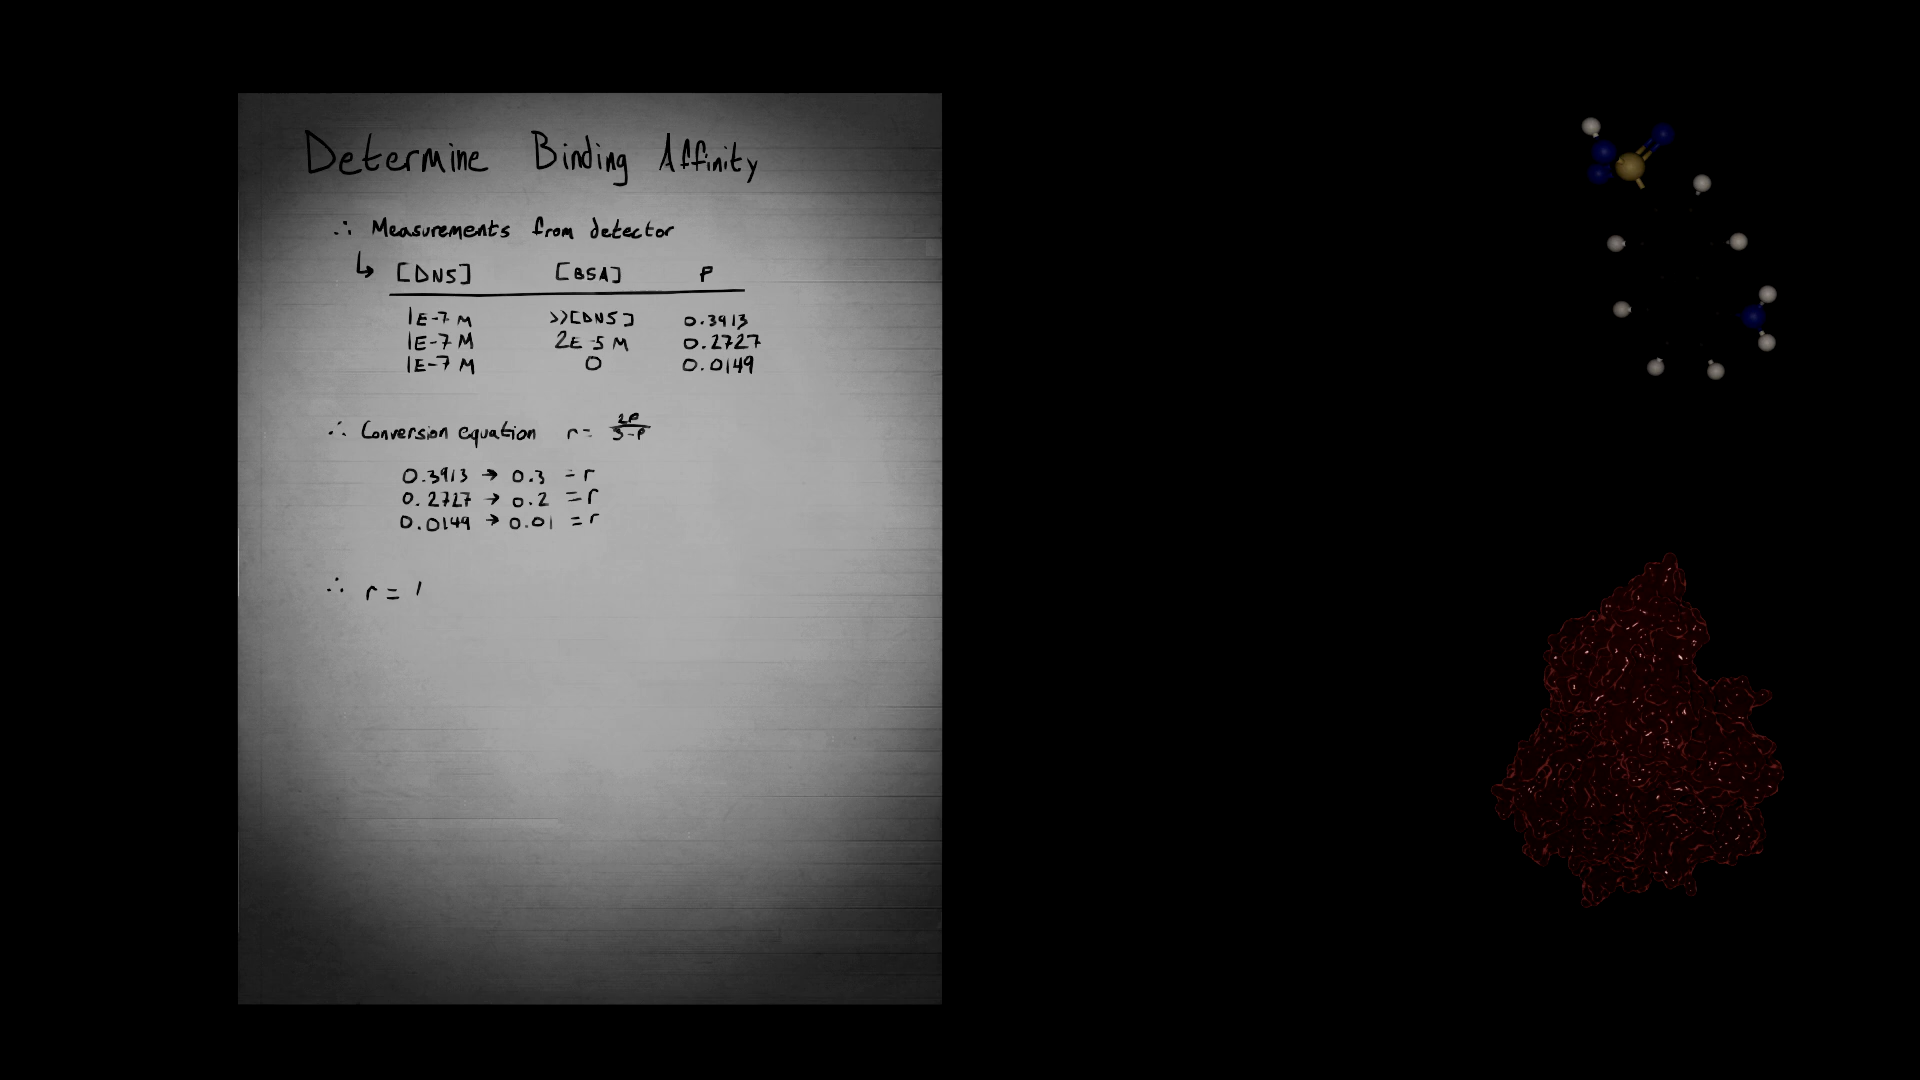 Determine Binding Affinity
∴ Measurements from detector
↳ [DNS] [BSA] P
1E-7 M >>[DNS] 0.3913
1E-7 M 2E-5 M 0.2727
1E-7 M 0 0.0149
∴ Conversion equation r = 2P/3-P
0.3913 → 0.3 = r
0.2727 → 0.2 = r
0.0149 → 0.01 = r
∴ r =